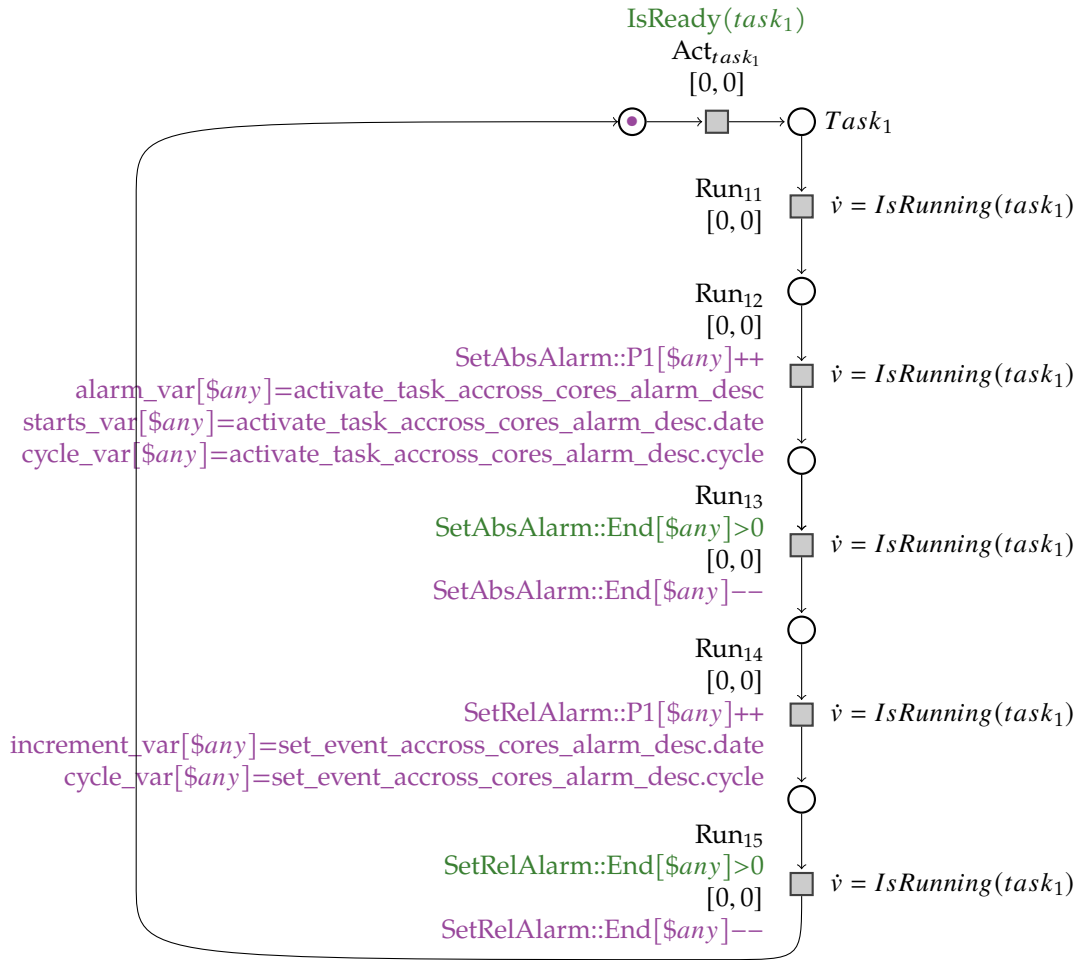 IsReady(task₁)
Act_task₁
[0, 0]
Task₁
Run₁₁
[0, 0]
v̇ = IsRunning(task₁)
Run₁₂
[0, 0]
SetAbsAlarm::P1[$any]++
alarm_var[$any]=activate_task_accross_cores_alarm_desc
starts_var[$any]=activate_task_accross_cores_alarm_desc.date
cycle_var[$any]=activate_task_accross_cores_alarm_desc.cycle
v̇ = IsRunning(task₁)
Run₁₃
SetAbsAlarm::End[$any]>0
[0, 0]
SetAbsAlarm::End[$any]−−
v̇ = IsRunning(task₁)
Run₁₄
[0, 0]
SetRelAlarm::P1[$any]++
increment_var[$any]=set_event_accross_cores_alarm_desc.date
cycle_var[$any]=set_event_accross_cores_alarm_desc.cycle
v̇ = IsRunning(task₁)
Run₁₅
SetRelAlarm::End[$any]>0
[0, 0]
SetRelAlarm::End[$any]−−
v̇ = IsRunning(task₁)